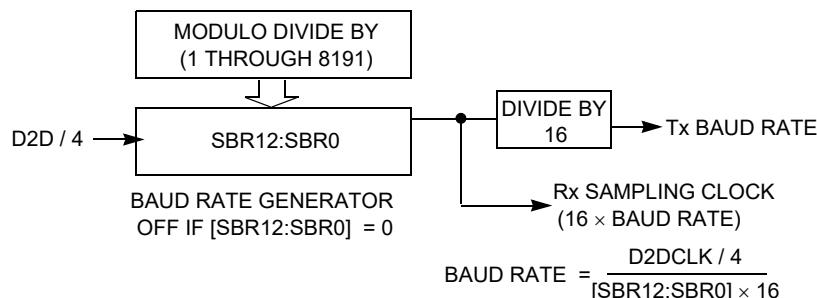 MODULO DIVIDE BY
(1 THROUGH 8191)
D2D / 4
SBR12:SBR0
DIVIDE BY
16
Tx BAUD RATE
BAUD RATE GENERATOR
OFF IF [SBR12:SBR0] = 0
Rx SAMPLING CLOCK
(16 × BAUD RATE)
BAUD RATE =
D2DCLK / 4
[SBR12:SBR0] × 16